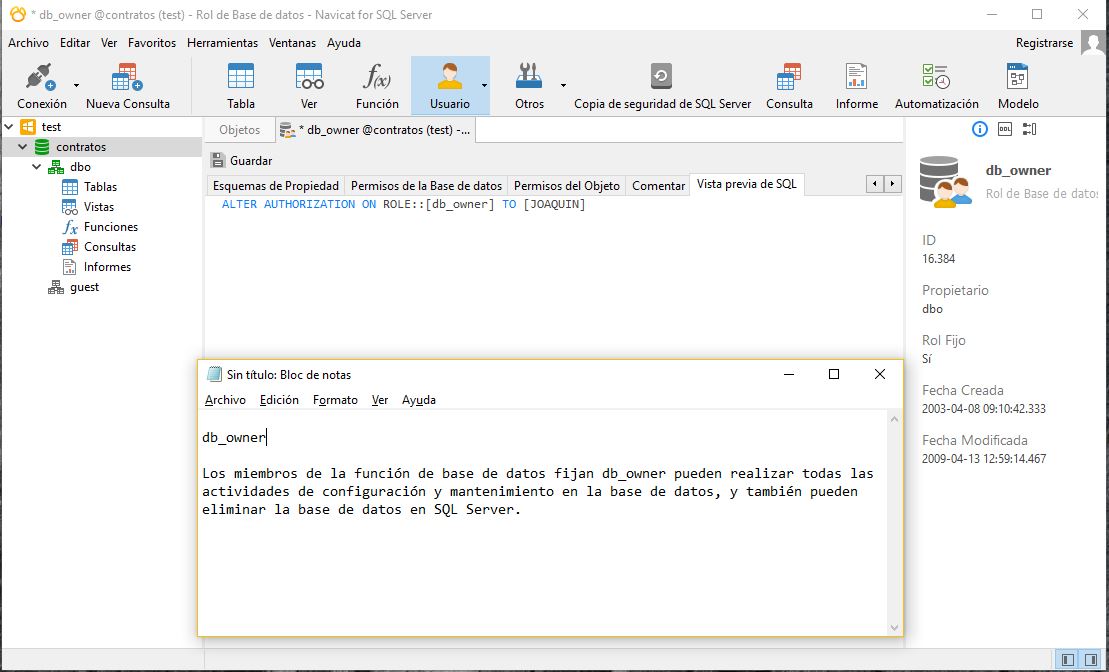 * db_owner @contratos (test) - Rol de Base de datos - Navicat for SQL Server
Archivo Editar Ver Favoritos Herramientas Ventanas Ayuda Registrarse
Conexión Nueva Consulta Tabla Ver Función Usuario Otros Copia de seguridad de SQL Server Consulta Informe Automatización Modelo
test
contratos
dbo
Tablas
Vistas
Funciones
Consultas
Informes
guest
Objetos * db_owner @contratos (test) -...
Guardar
Esquemas de Propiedad Permisos de la Base de datos Permisos del Objeto Comentar Vista previa de SQL
ALTER AUTHORIZATION ON ROLE::[db_owner] TO [JOAQUIN]
Sin título: Bloc de notas
Archivo Edición Formato Ver Ayuda
db_owner
Los miembros de la función de base de datos fijan db_owner pueden realizar todas las
actividades de configuración y mantenimiento en la base de datos, y también pueden
eliminar la base de datos en SQL Server.
DDL
db_owner
Rol de Base de datos
ID
16.384
Propietario
dbo
Rol Fijo
Sí
Fecha Creada
2003-04-08 09:10:42.333
Fecha Modificada
2009-04-13 12:59:14.467